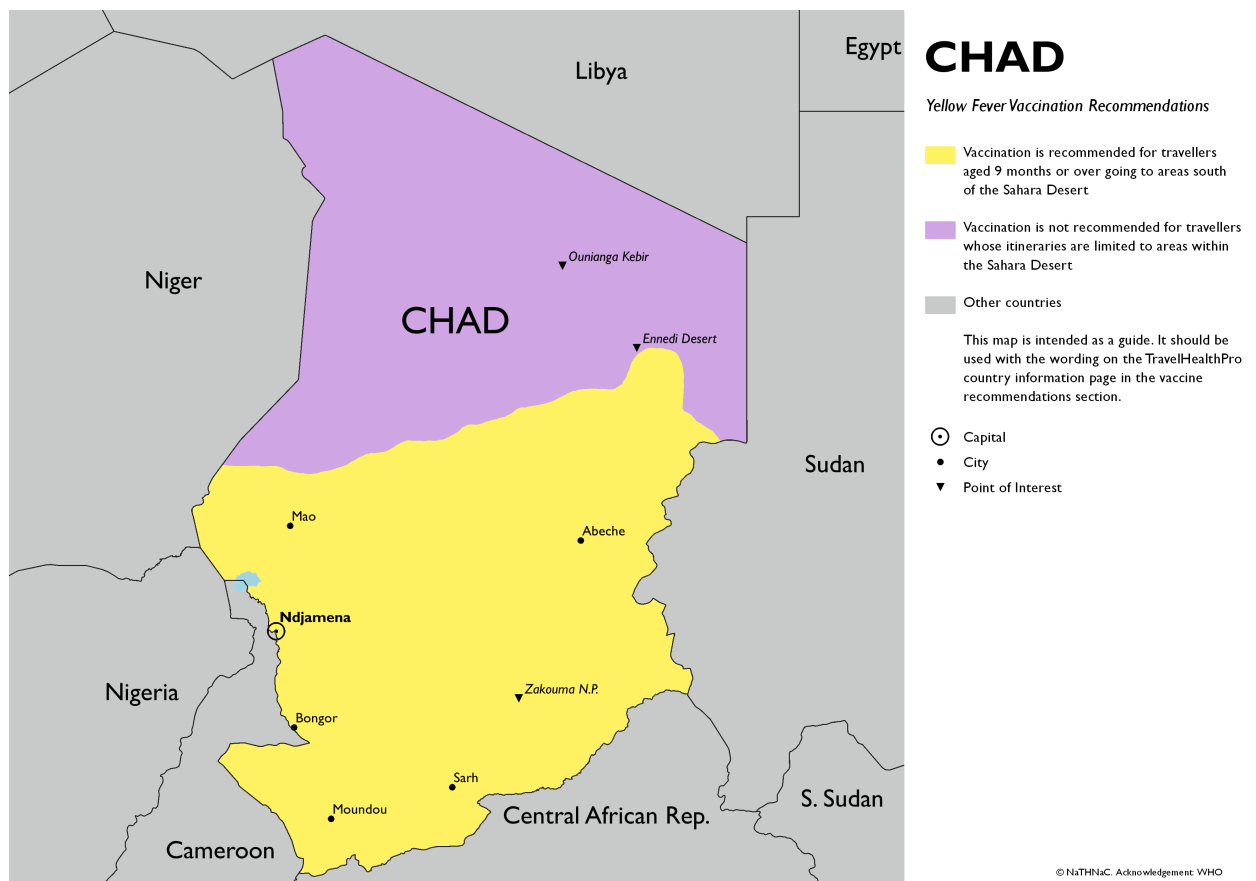 Egypt
Libya
CHAD
Yellow Fever Vaccination Recommendations
Vaccination is recommended for travellers
aged 9 months or over going to areas south
of the Sahara Desert
Vaccination is not recommended for travellers
whose itineraries are limited to areas within
the Sahara Desert
Other countries
This map is intended as a guide. It should be
used with the wording on the TravelHealthPro
country information page in the vaccine
recommendations section.
Capital
City
Point of Interest
Niger
Ounianga Kebir
CHAD
Ennedi Desert
Sudan
Mao
Abeche
Ndjamena
Nigeria
Zakouma N.P.
Bongor
Sarh
Moundou
S. Sudan
Central African Rep.
Cameroon
© NaTHNaC. Acknowledgement: WHO